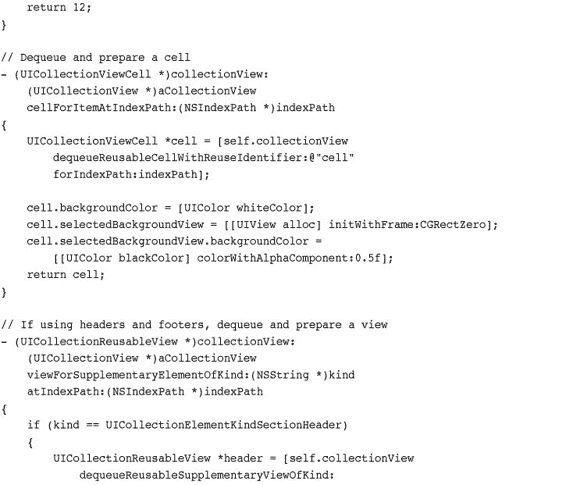 return 12;
}

// Dequeue and prepare a cell
- (UICollectionViewCell *)collectionView:
    (UICollectionView *)aCollectionView
    cellForItemAtIndexPath:(NSIndexPath *)indexPath
{
    UICollectionViewCell *cell = [self.collectionView
        dequeueReusableCellWithReuseIdentifier:@"cell"
        forIndexPath:indexPath];

    cell.backgroundColor = [UIColor whiteColor];
    cell.selectedBackgroundView = [[UIView alloc] initWithFrame:CGRectZero];
    cell.selectedBackgroundView.backgroundColor =
        [[UIColor blackColor] colorWithAlphaComponent:0.5f];
    return cell;
}

// If using headers and footers, dequeue and prepare a view
- (UICollectionReusableView *)collectionView:
    (UICollectionView *)aCollectionView
    viewForSupplementaryElementOfKind:(NSString *)kind
    atIndexPath:(NSIndexPath *)indexPath
{
    if (kind == UICollectionElementKindSectionHeader)
    {
        UICollectionReusableView *header = [self.collectionView
            dequeueReusableSupplementaryViewOfKind: